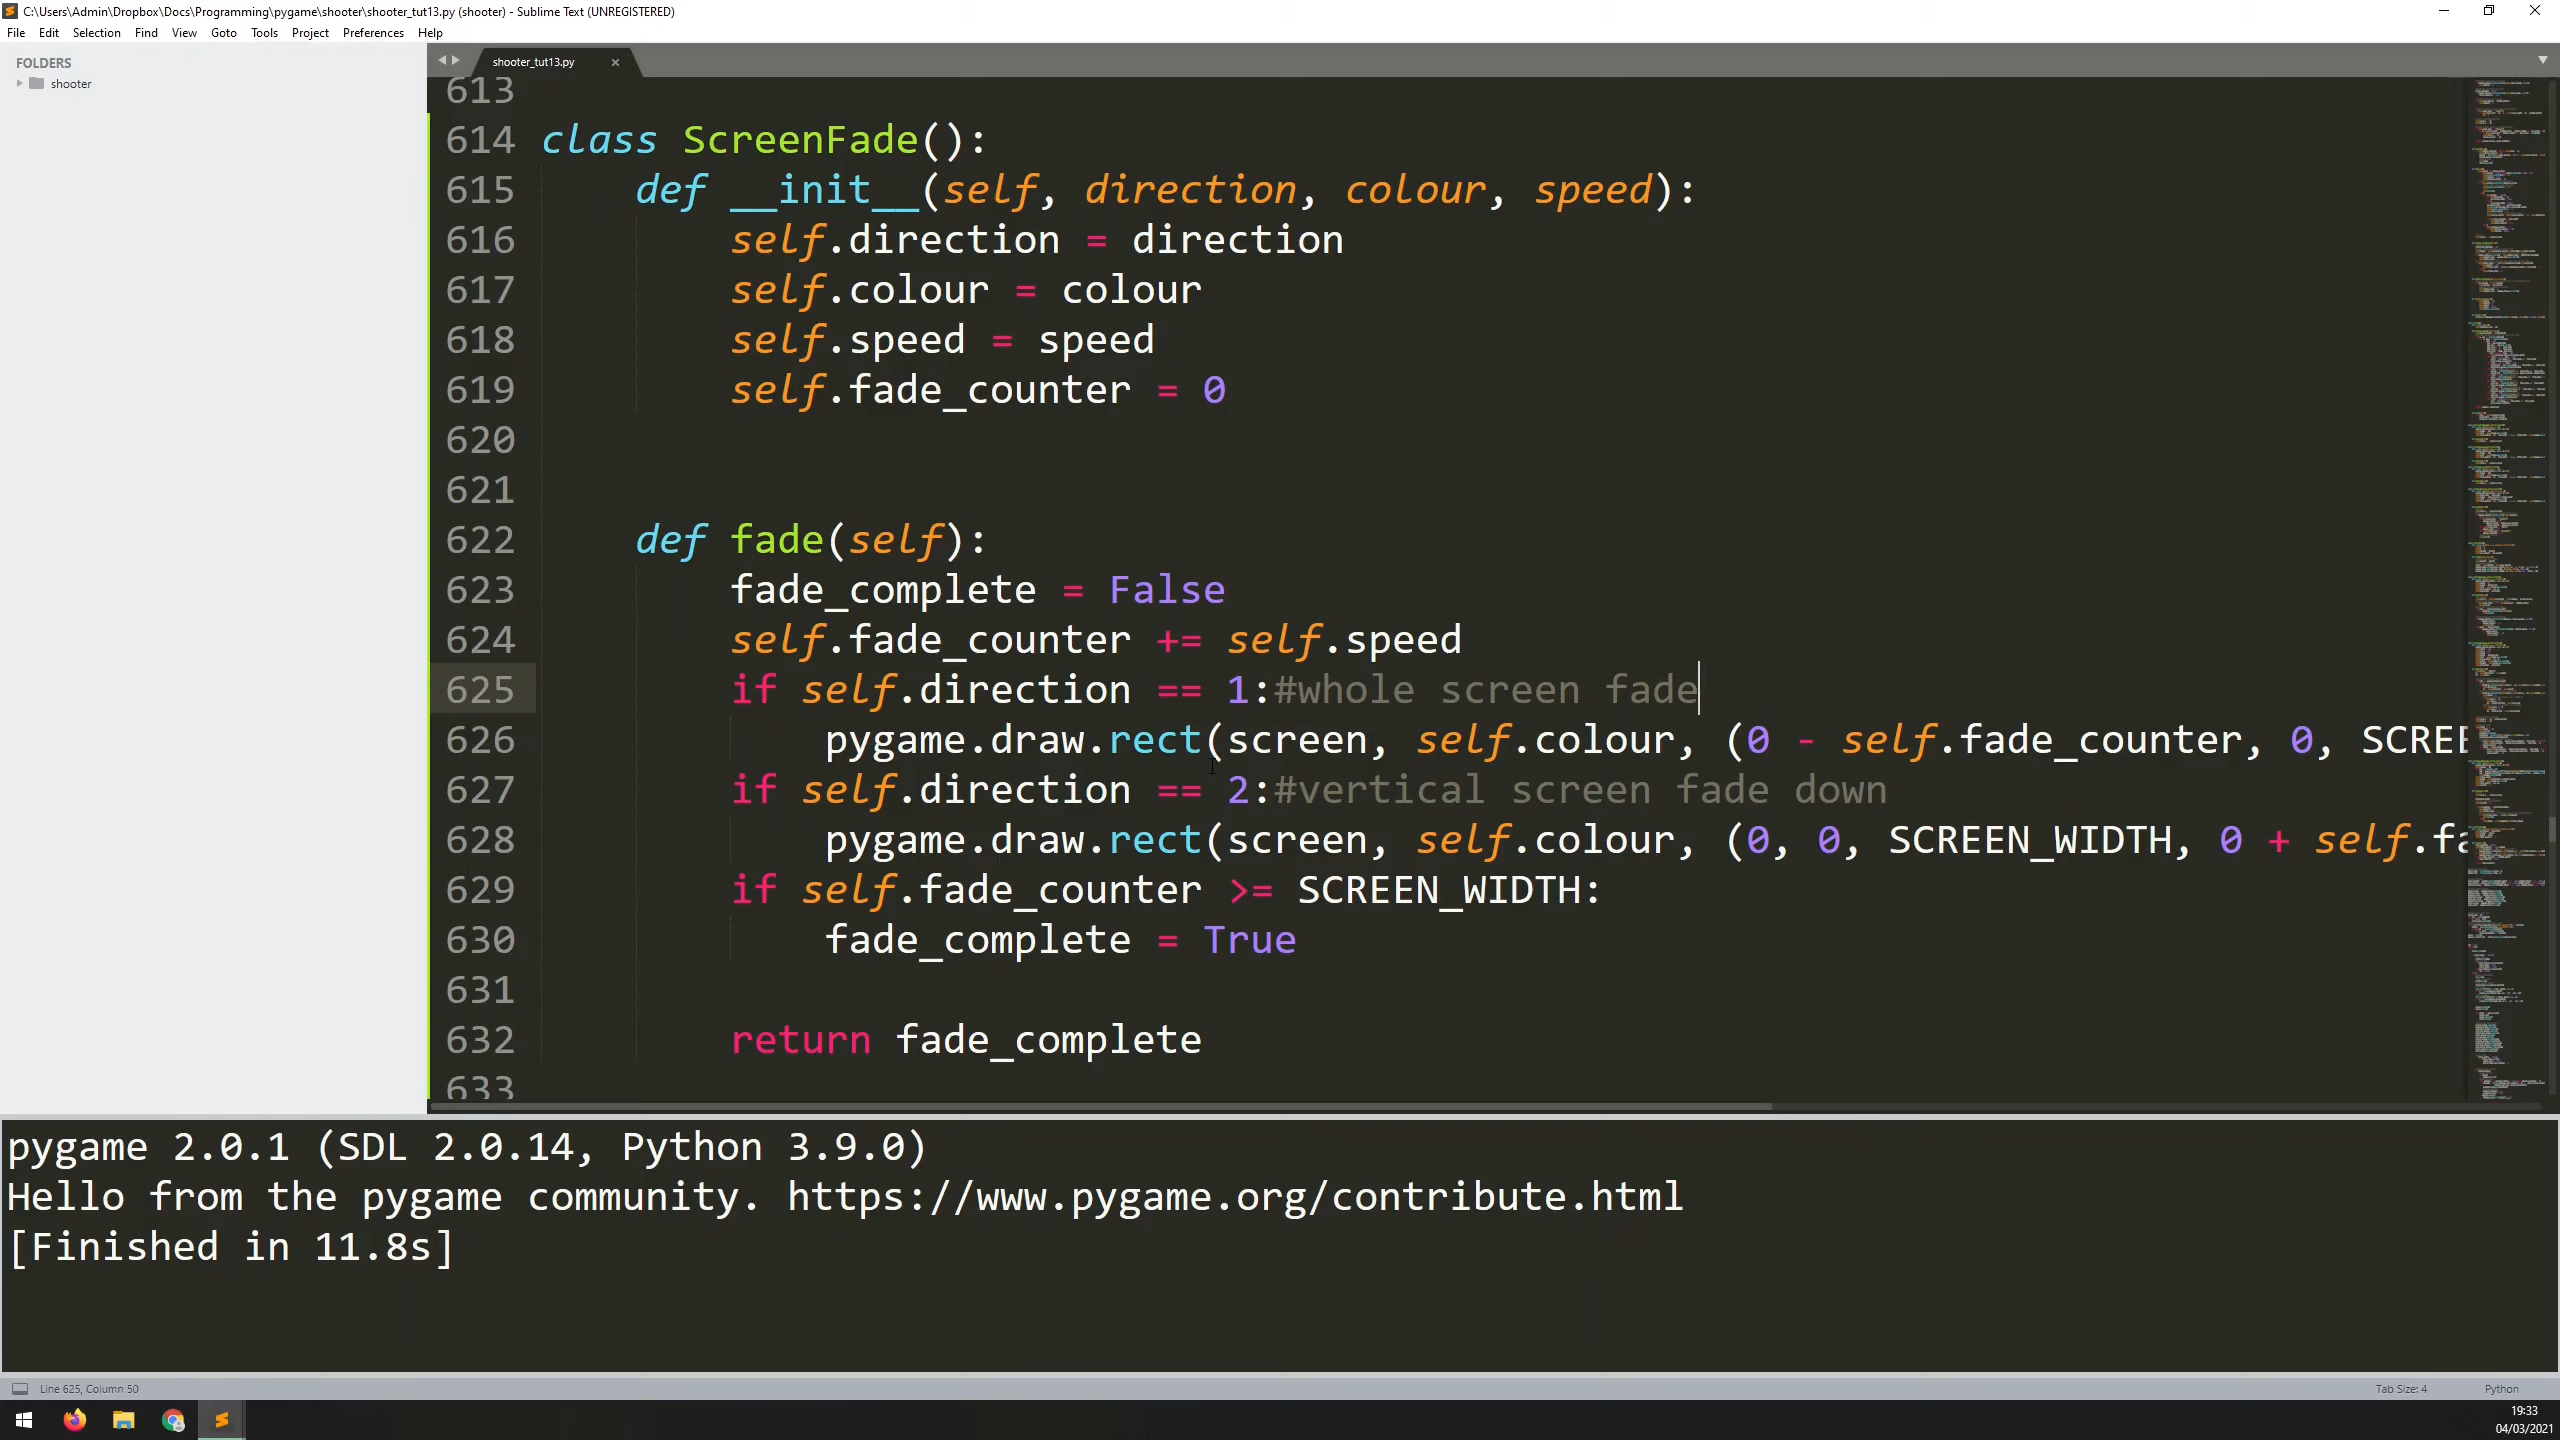 C:\Users\Admin\Dropbox\Docs\Programming\pygame\shooter\shooter_tut13.py (shooter) - Sublime Text (UNREGISTERED)
File Edit Selection Find View Goto Tools Project Preferences Help
FOLDERS
shooter
shooter_tut13.py
613
614 class ScreenFade():
615 def __init__(self, direction, colour, speed):
616 self.direction = direction
617 self.colour = colour
618 self.speed = speed
619 self.fade_counter = 0
620
621
622 def fade(self):
623 fade_complete = False
624 self.fade_counter += self.speed
625 if self.direction == 1:#whole screen fade
626 pygame.draw.rect(screen, self.colour, (0 - self.fade_counter, 0, SCREE
627 if self.direction == 2:#vertical screen fade down
628 pygame.draw.rect(screen, self.colour, (0, 0, SCREEN_WIDTH, 0 + self.fa
629 if self.fade_counter >= SCREEN_WIDTH:
630 fade_complete = True
631
632 return fade_complete
633
pygame 2.0.1 (SDL 2.0.14, Python 3.9.0)
Hello from the pygame community. https://www.pygame.org/contribute.html
[Finished in 11.8s]
Line 625, Column 50
Tab Size: 4
Python
19:33
04/03/2021